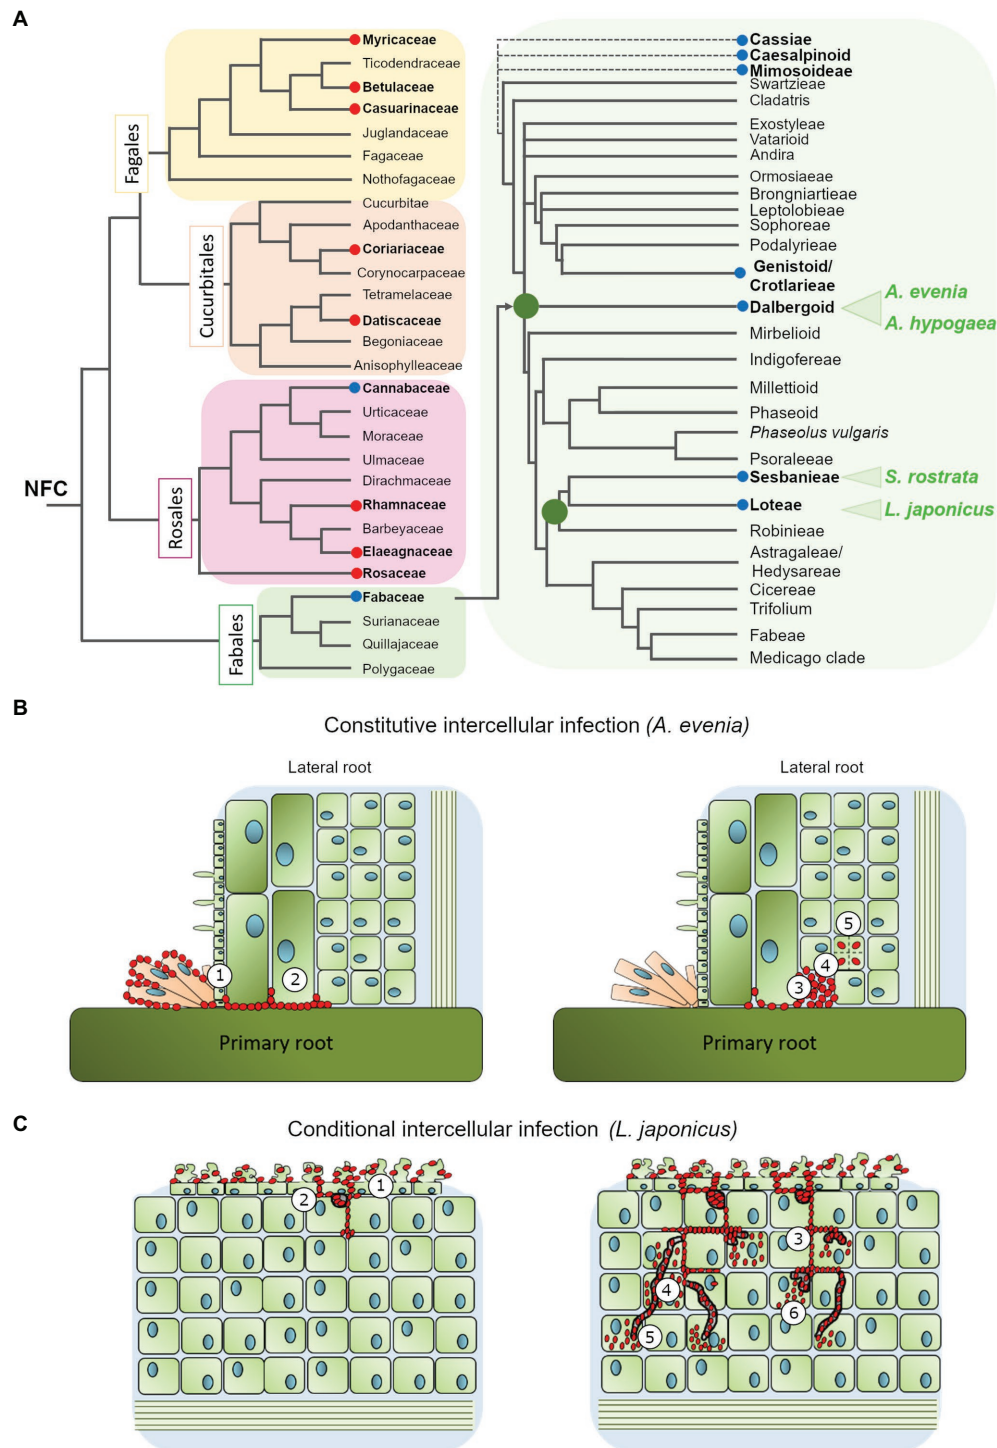 A
Fagales
Myricaceae
Ticodendraceae
Betulaceae
Casuarinaceae
Juglandaceae
Fagaceae
Nothofagaceae
Cucurbitales
Cucurbitae
Apodanthaceae
Coriariaceae
Corynocarpaceae
Tetramelaceae
Datiscaceae
Begoniaceae
Anisophylleaceae
NFC
Rosales
Cannabaceae
Urticaceae
Moraceae
Ulmaceae
Dirachmaceae
Rhamnaceae
Barbeyaceae
Elaeagnaceae
Rosaceae
Fabales
Fabaceae
Surianaceae
Quillajaceae
Polygaceae
Cassiae
Caesalpinoid
Mimosoideae
Swartzieae
Cladatris
Exostyleae
Vatarioid
Andira
Ormosiaeae
Brongniartieae
Leptolobieae
Sophoreae
Podalyrieae
Genistoid/
Crotlarieae
Dalbergoid
A. evenia
A. hypogaea
Mirbelioid
Indigofereae
Millettioid
Phaseoid
Phaseolus vulgaris
Psoraleeae
Sesbanieae
S. rostrata
Loteae
L. japonicus
Robinieae
Astragaleae/
Hedysareae
Cicereae
Trifolium
Fabeae
Medicago clade
B
Constitutive intercellular infection (A. evenia)
Lateral root
1
2
Primary root
Lateral root
5
4
3
Primary root
C
Conditional intercellular infection (L. japonicus)
1
2
3
4
6
5